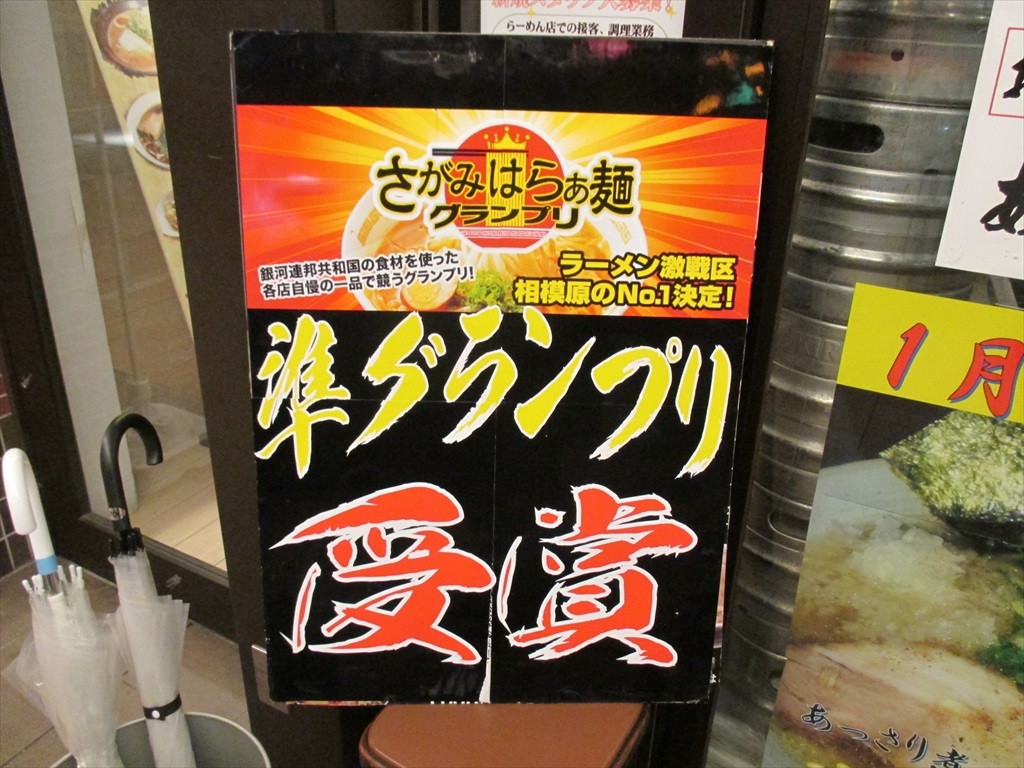 らーめん店での接客、調理業務
さがみはらぁ麺
グランプリ
銀河連邦共和国の食材を使った
各店自慢の一品で競うグランプリ!
ラーメン激戦区
相模原のNo.1決定!
準グランプリ
受賞
1月
あっさり煮